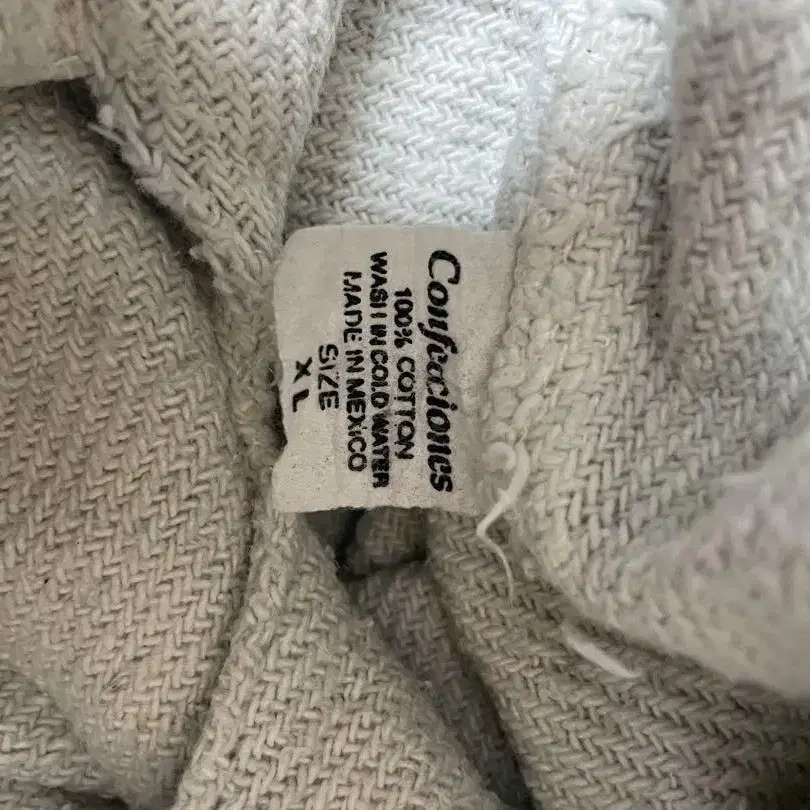 Confecciones
100% COTTON
WASH IN COLD WATER
MADE IN MEXICO
SIZE
XL